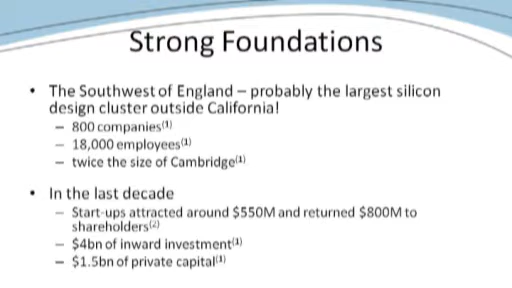 Strong Foundations
• The Southwest of England – probably the largest silicon
design cluster outside California!
– 800 companies(1)
– 18,000 employees(1)
– twice the size of Cambridge(1)
• In the last decade
– Start-ups attracted around $550M and returned $800M to
shareholders(2)
– $4bn of inward investment(1)
– $1.5bn of private capital(1)